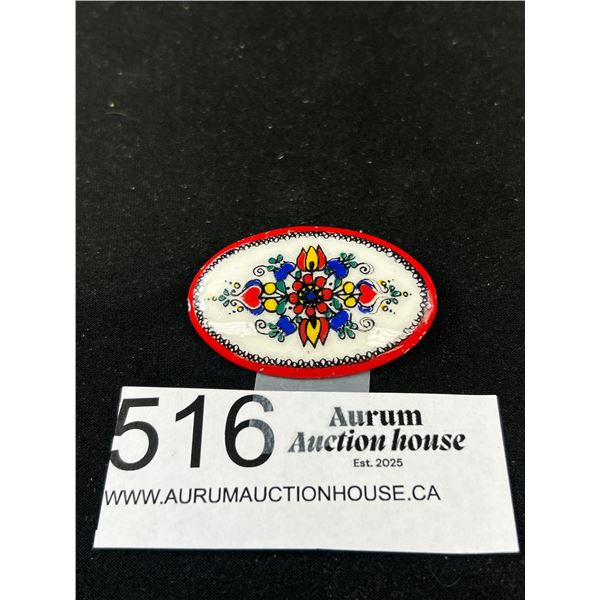 516
Aurum
Auction house
Est. 2025
WWW.AURUMAUCTIONHOUSE.CA